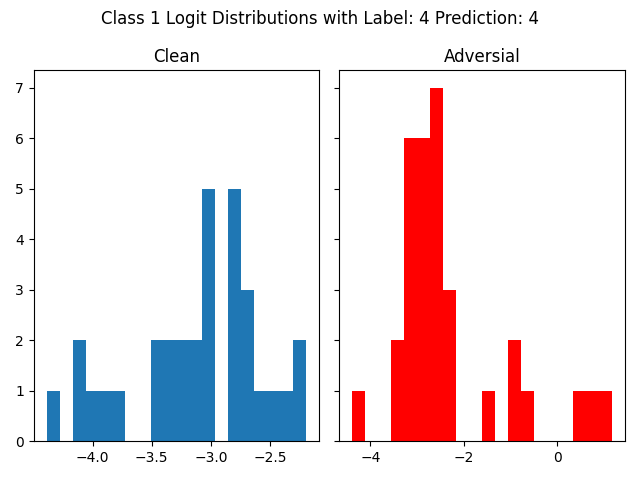 Class 1 Logit Distributions with Label: 4 Prediction: 4
Clean
Adversial
7
6
5
4
3
2
1
0
−4.0 −3.5 −3.0 −2.5
−4 −2 0